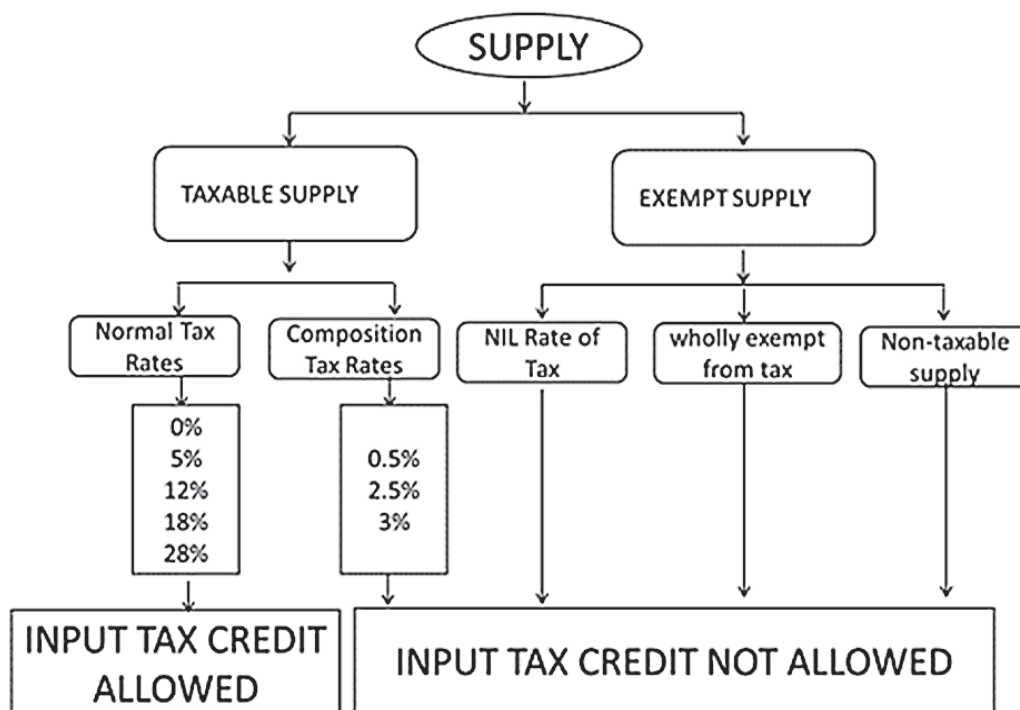 SUPPLY
TAXABLE SUPPLY
EXEMPT SUPPLY
Normal Tax
Rates
Composition
Tax Rates
NIL Rate of
Tax
wholly exempt
from tax
Non-taxable
supply
0%
5%
12%
18%
28%
0.5%
2.5%
3%
INPUT TAX CREDIT
ALLOWED
INPUT TAX CREDIT NOT ALLOWED